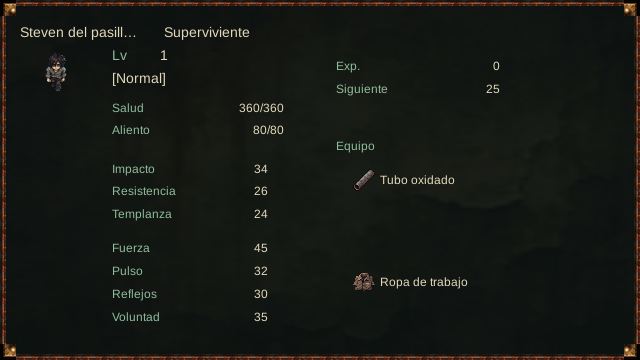 Steven del pasill… Superviviente
Lv 1
[Normal]
Salud 360/360
Aliento 80/80
Impacto 34
Resistencia 26
Templanza 24
Fuerza 45
Pulso 32
Reflejos 30
Voluntad 35
Exp. 0
Siguiente 25
Equipo
Tubo oxidado
Ropa de trabajo